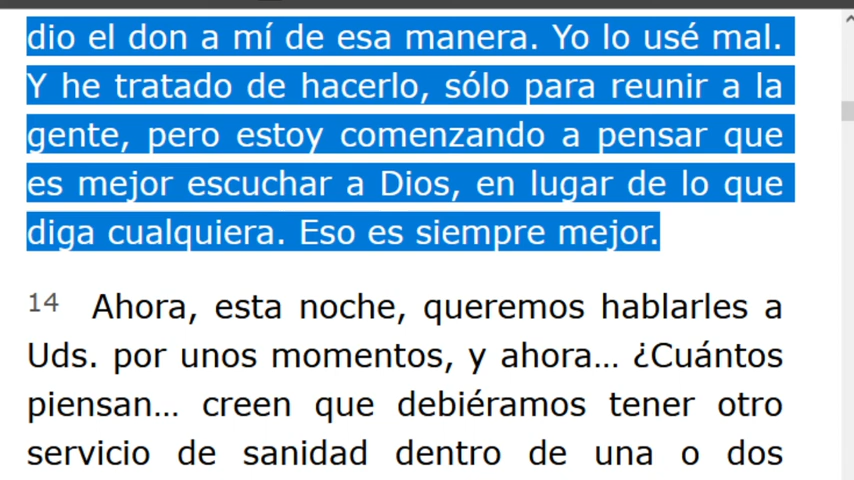 dio el don a mí de esa manera. Yo lo usé mal.
Y he tratado de hacerlo, sólo para reunir a la
gente, pero estoy comenzando a pensar que
es mejor escuchar a Dios, en lugar de lo que
diga cualquiera. Eso es siempre mejor.
14 Ahora, esta noche, queremos hablarles a
Uds. por unos momentos, y ahora… ¿Cuántos
piensan… creen que debiéramos tener otro
servicio de sanidad dentro de una o dos